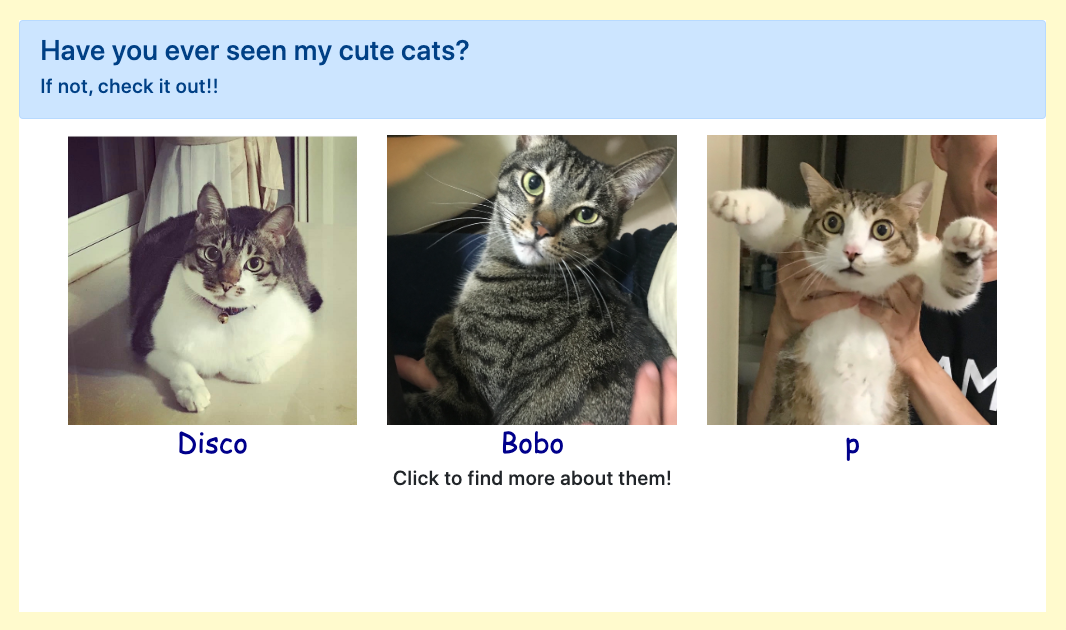 Have you ever seen my cute cats?
If not, check it out!!
AM
Disco
Bobo
p
Click to find more about them!